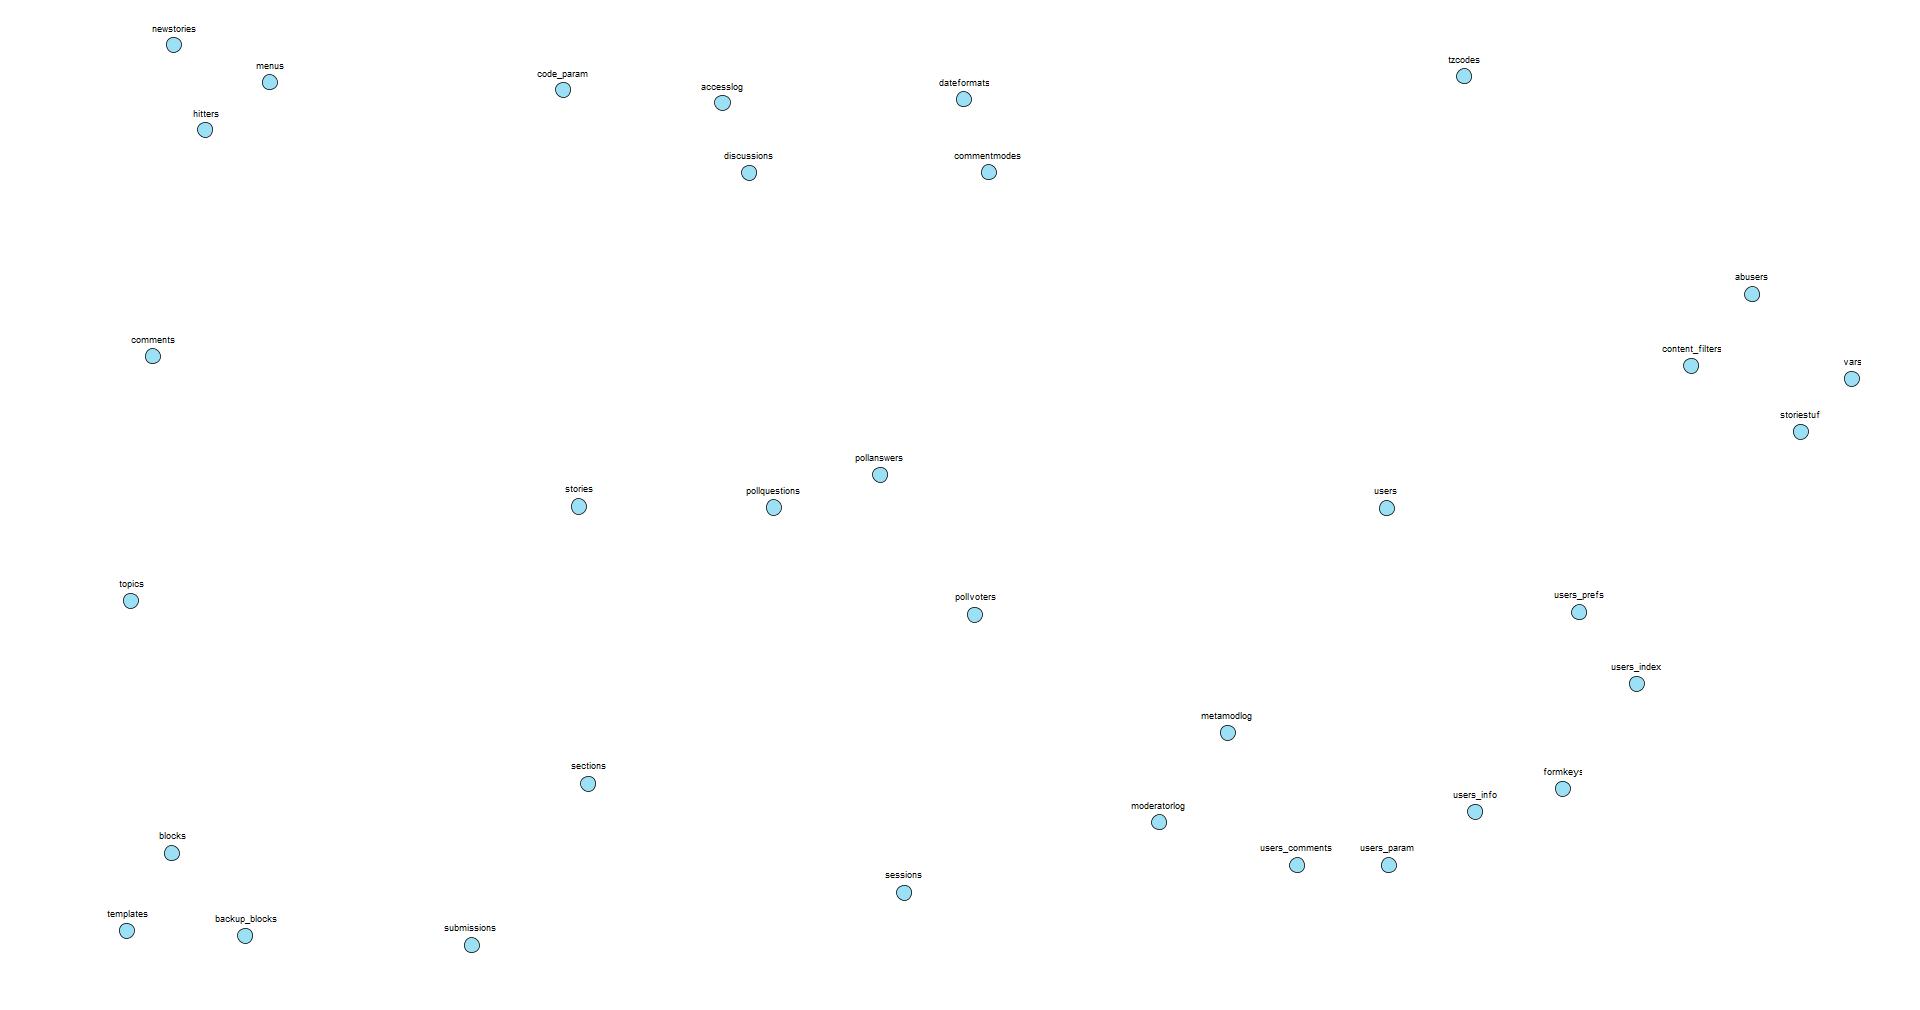 newstories
tzcodes
menus
code_param
dateformats
accesslog
hitters
discussions
commentmodes
abusers
comments
content_filters
vars
storiestuf
pollanswers
stories
pollquestions
users
topics
users_prefs
pollvoters
users_index
metamodlog
sections
formkeys
users_info
moderatorlog
blocks
users_comments
users_param
sessions
templates
backup_blocks
submissions